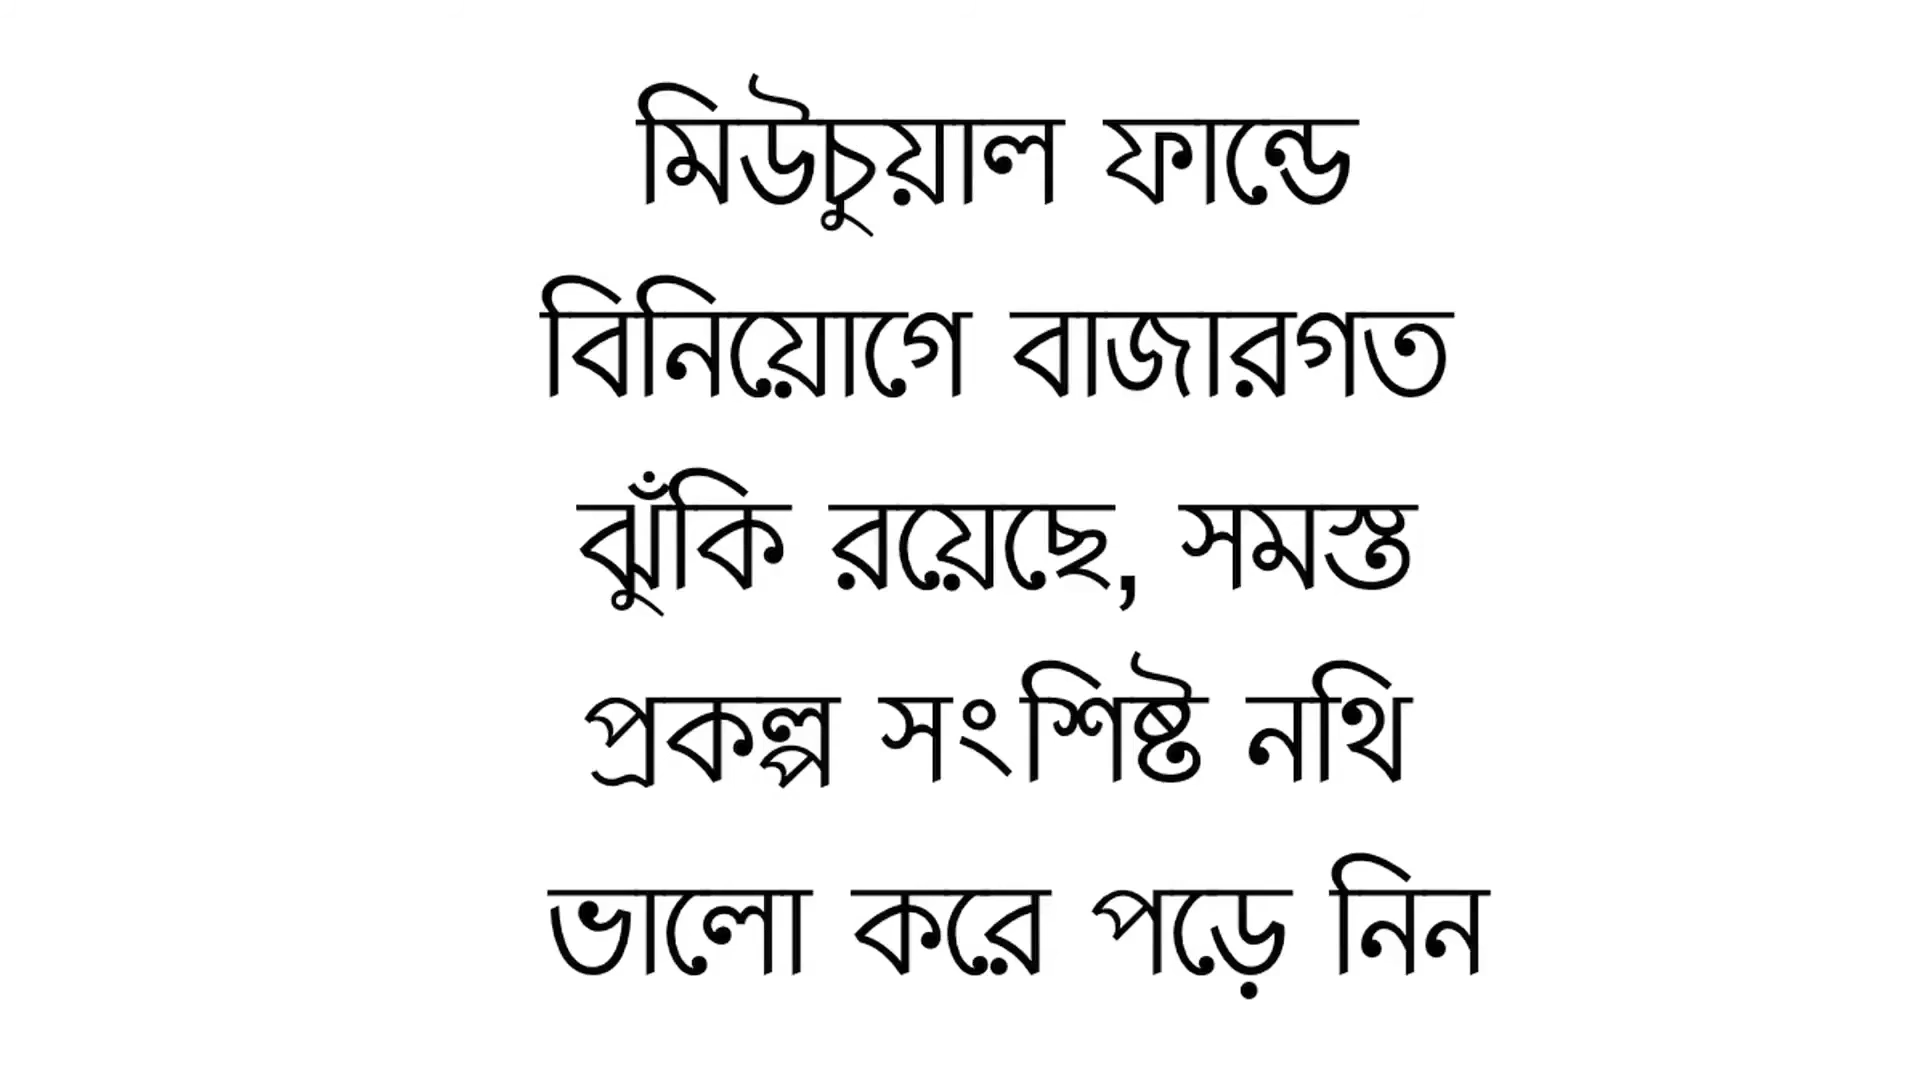 মিউচুয়াল ফান্ডে
বিনিয়োগে বাজারগত
ঝুঁকি রয়েছে, সমস্ত
প্রকল্প সংশিষ্ট নথি
ভালো করে পড়ে নিন